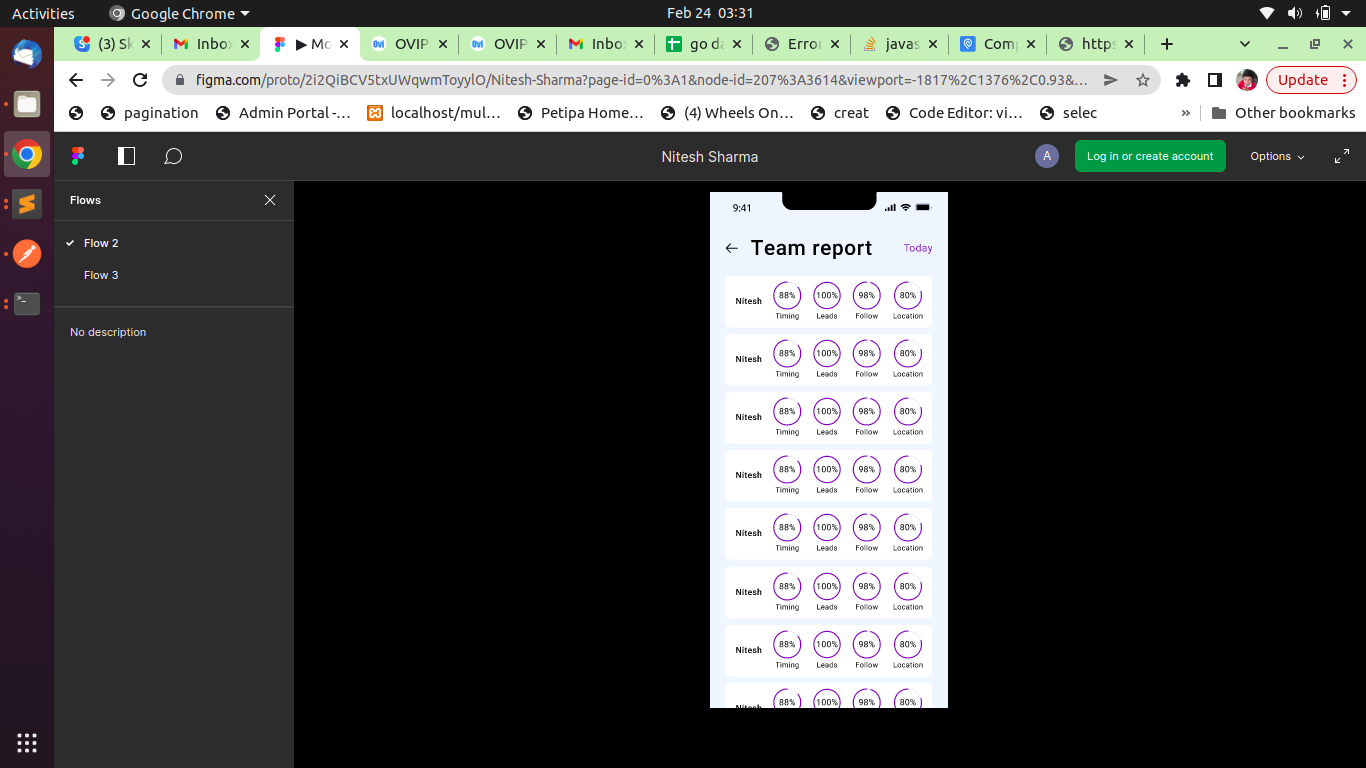 Activities Google Chrome Feb 24 03:31
(3) Sk Inbo ▶ Mo OVIP OVIP Inbo go da Error javas Comp https
figma.com/proto/2i2QiBCV5txUWqwmToyylO/Nitesh-Sharma?page-id=0%3A1&node-id=207%3A3614&viewport=-1817%2C1376%2C0.93&... Update
pagination Admin Portal -... localhost/mul... Petipa Home... (4) Wheels On... creat Code Editor: vi... selec » Other bookmarks
Nitesh Sharma A Log in or create account Options
Flows
Flow 2
Flow 3
No description
9:41
Team report Today
Nitesh 88% 100% 98% 80%
Timing Leads Follow Location
Nitesh 88% 100% 98% 80%
Timing Leads Follow Location
Nitesh 88% 100% 98% 80%
Timing Leads Follow Location
Nitesh 88% 100% 98% 80%
Timing Leads Follow Location
Nitesh 88% 100% 98% 80%
Timing Leads Follow Location
Nitesh 88% 100% 98% 80%
Timing Leads Follow Location
Nitesh 88% 100% 98% 80%
Timing Leads Follow Location
Nitesh 88% 100% 98% 80%